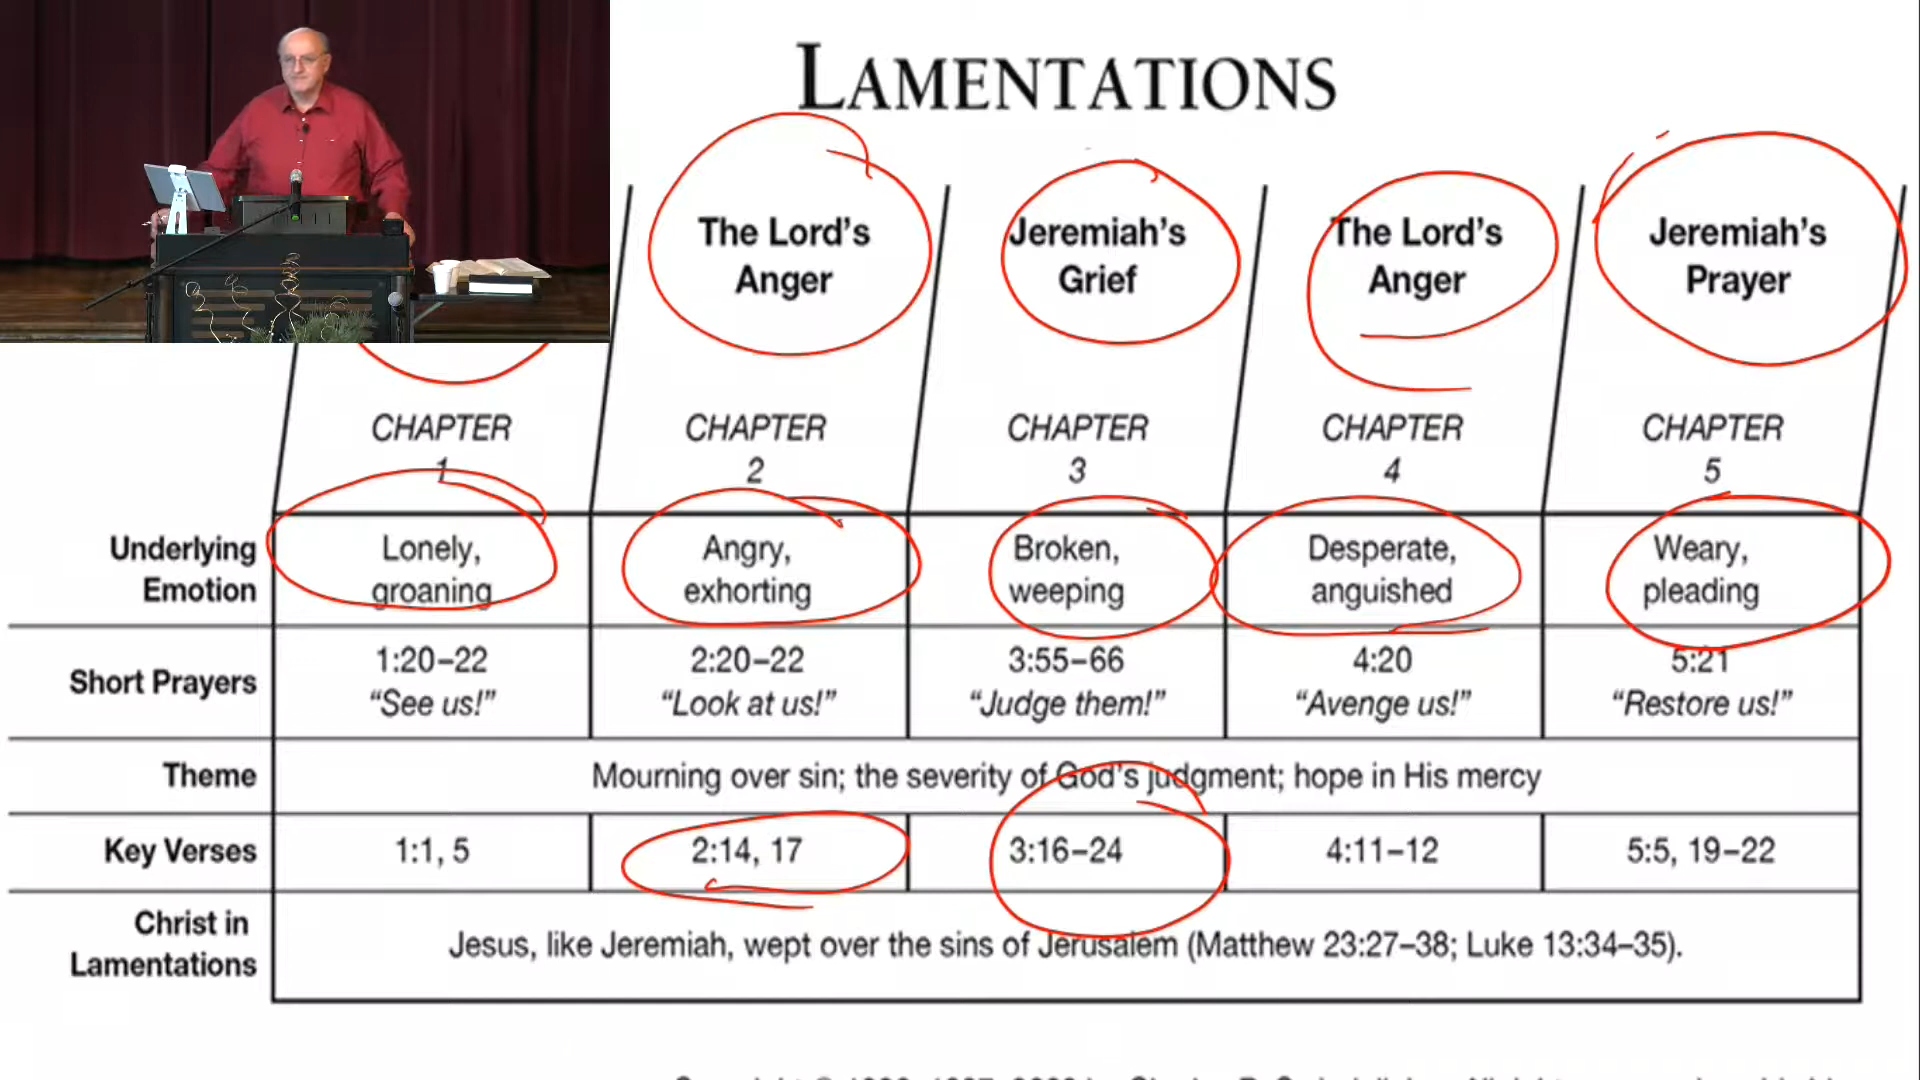 LAMENTATIONS
The Lord's
Anger
Jeremiah's
Grief
The Lord's
Anger
Jeremiah's
Prayer
CHAPTER
1
CHAPTER
2
CHAPTER
3
CHAPTER
4
CHAPTER
5
Underlying
Emotion
Lonely,
groaning
Angry,
exhorting
Broken,
weeping
Desperate,
anguished
Weary,
pleading
Short Prayers
1:20–22
“See us!”
2:20–22
“Look at us!”
3:55–66
“Judge them!”
4:20
“Avenge us!”
5:21
“Restore us!”
Theme
Mourning over sin; the severity of God's judgment; hope in His mercy
Key Verses
1:1, 5
2:14, 17
3:16–24
4:11–12
5:5, 19–22
Christ in
Lamentations
Jesus, like Jeremiah, wept over the sins of Jerusalem (Matthew 23:27–38; Luke 13:34–35).